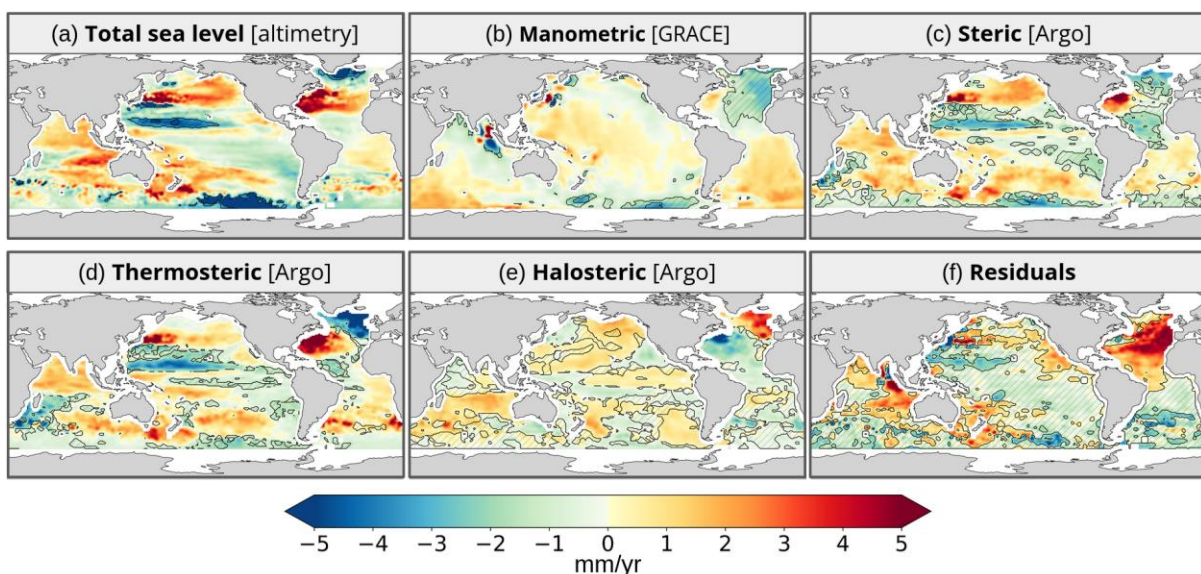 (a) Total sea level [altimetry]
(b) Manometric [GRACE]
(c) Steric [Argo]
(d) Thermosteric [Argo]
(e) Halosteric [Argo]
(f) Residuals
−5 −4 −3 −2 −1 0 1 2 3 4 5
mm/yr